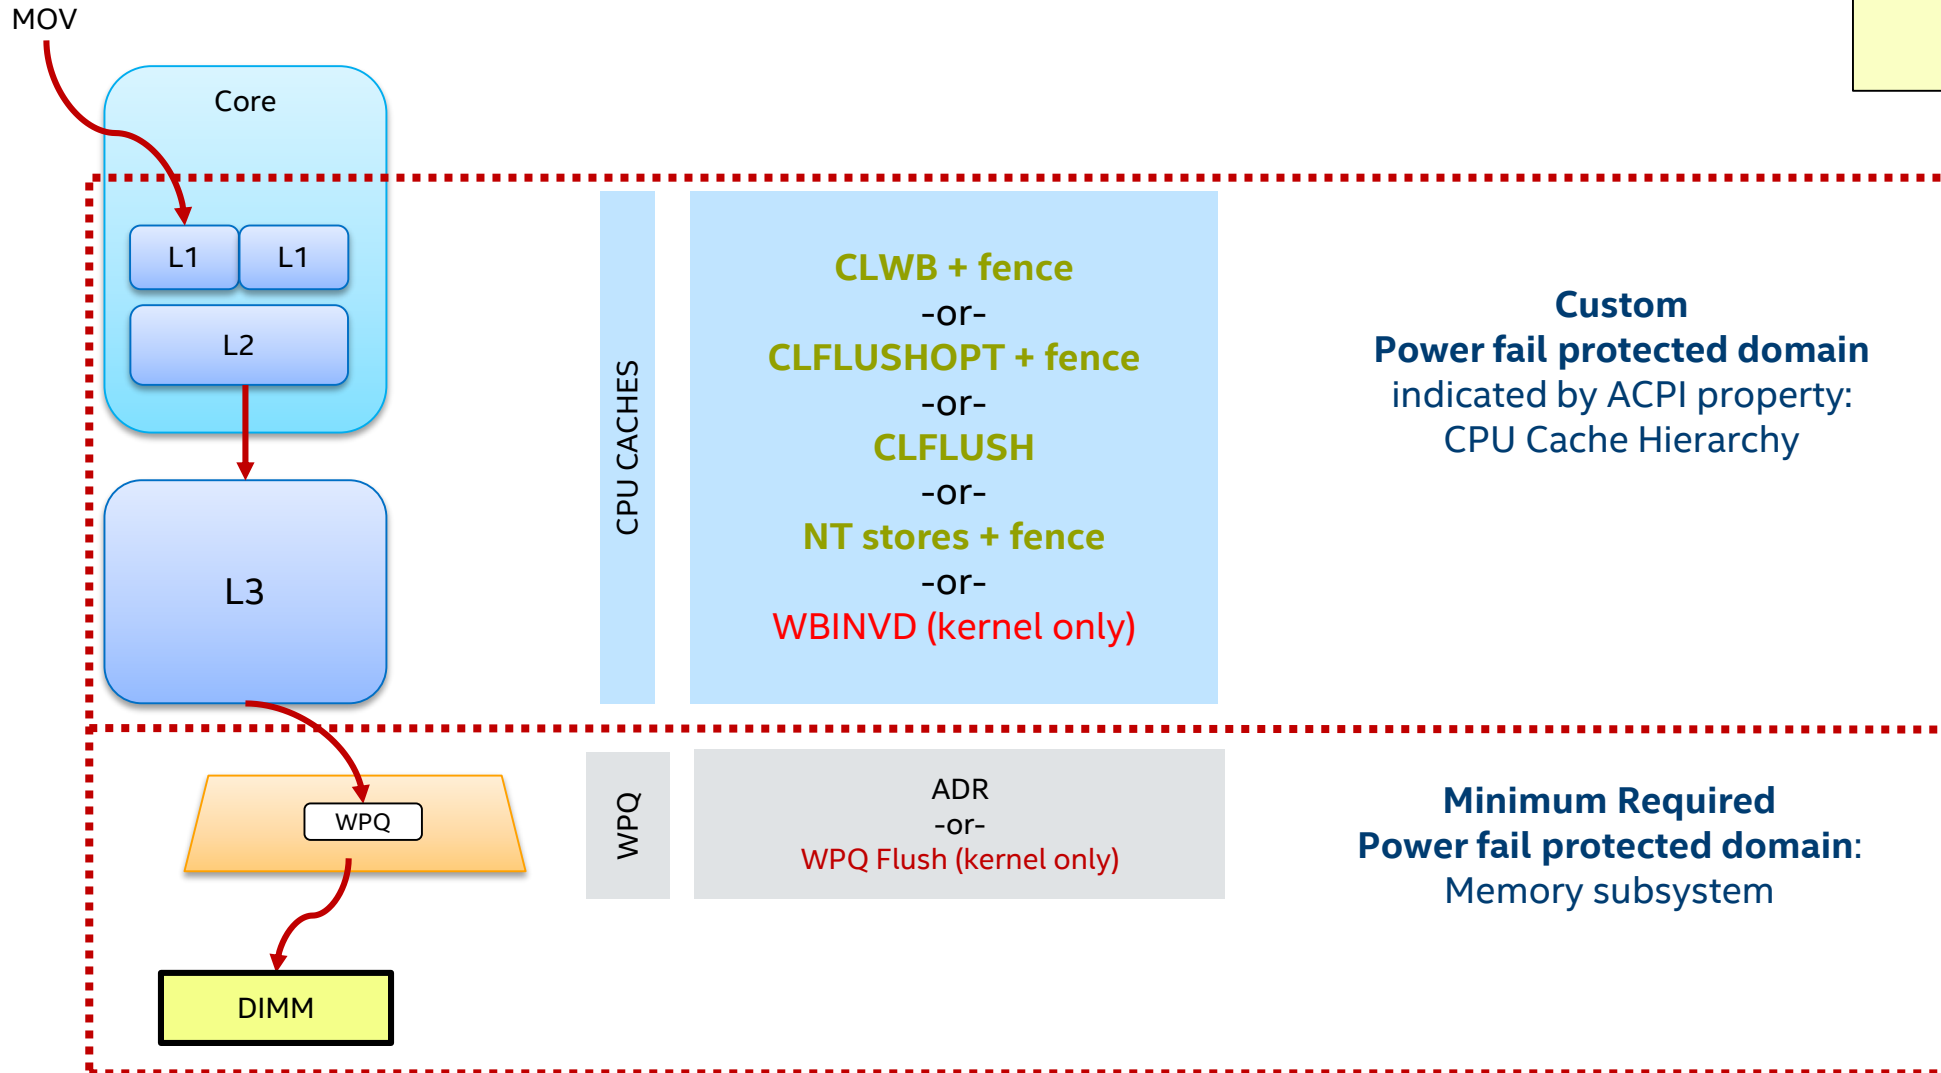 MOV
Core
L1
L1
L2
L3
CPU CACHES
CLWB + fence
-or-
CLFLUSHOPT + fence
-or-
CLFLUSH
-or-
NT stores + fence
-or-
WBINVD (kernel only)
Custom
Power fail protected domain
indicated by ACPI property:
CPU Cache Hierarchy
WPQ
WPQ
ADR
-or-
WPQ Flush (kernel only)
Minimum Required
Power fail protected domain:
Memory subsystem
DIMM